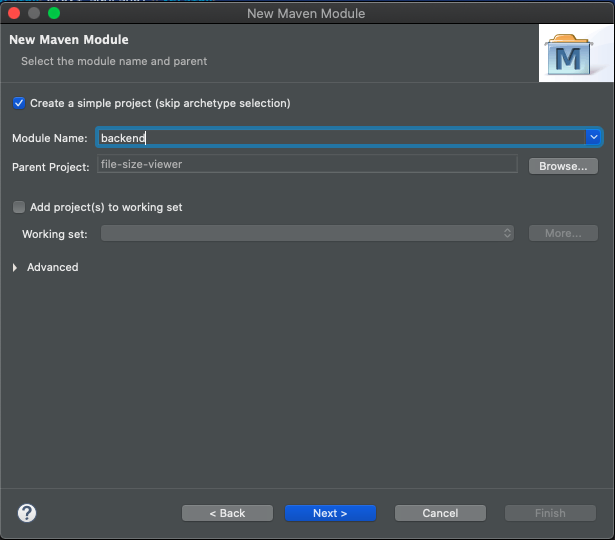 New Maven Module
New Maven Module
Select the module name and parent
M
Create a simple project (skip archetype selection)
Module Name: backend
Parent Project: file-size-viewer Browse...
Add project(s) to working set
Working set: More...
Advanced
? < Back Next > Cancel Finish